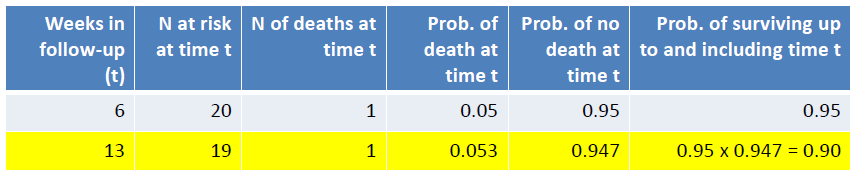 Weeks in follow-up (t) N at risk at time t N of deaths at time t Prob. of death at time t Prob. of no death at time t Prob. of surviving up to and including time t
6 20 1 0.05 0.95 0.95
13 19 1 0.053 0.947 0.95 x 0.947 = 0.90